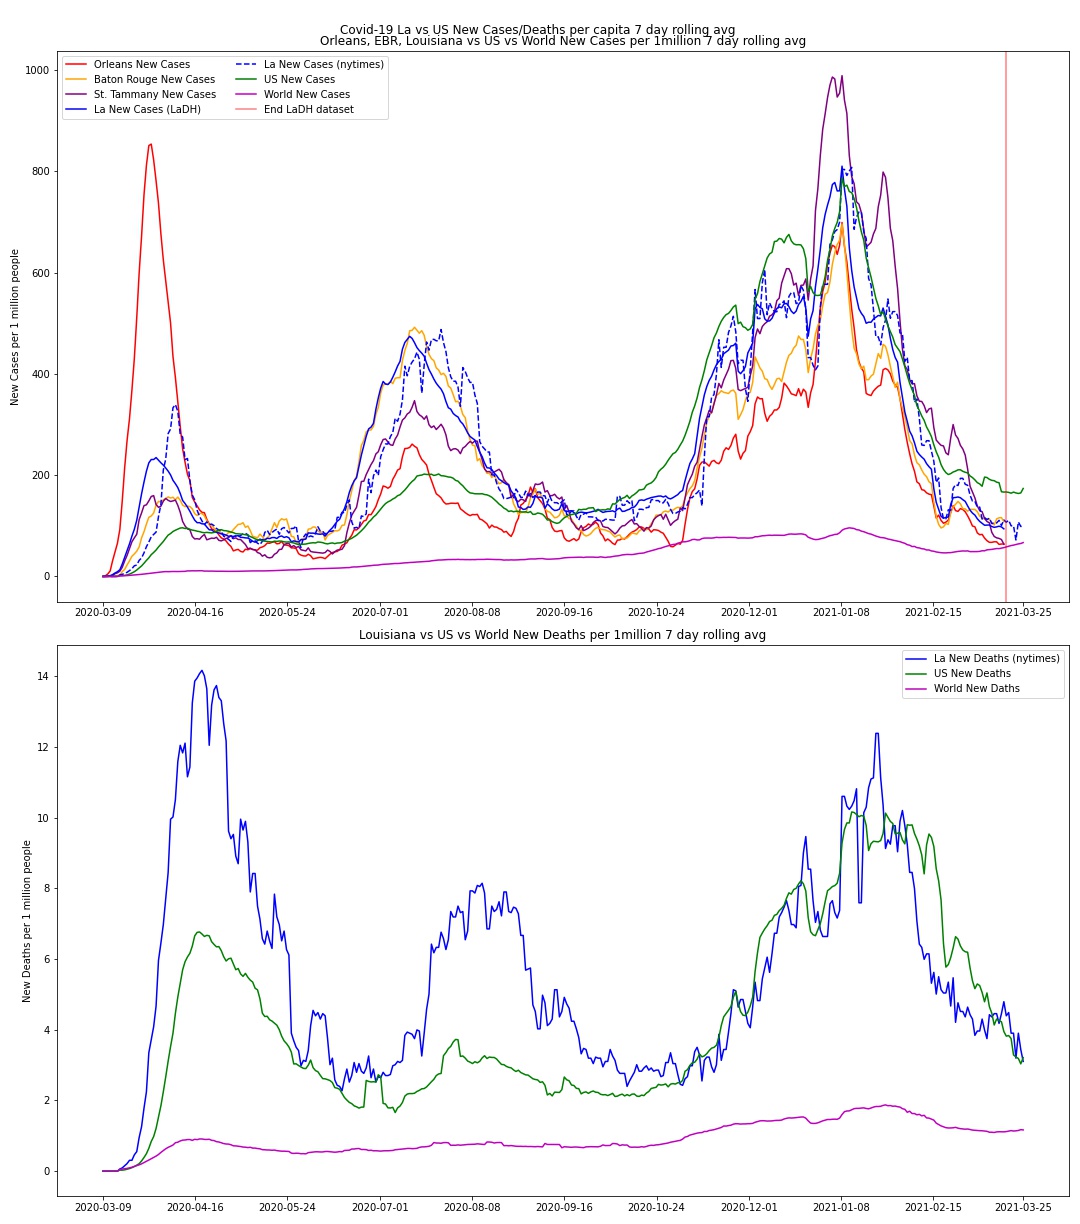 Covid-19 La vs US New Cases/Deaths per capita 7 day rolling avg
Orleans, EBR, Louisiana vs US vs World New Cases per 1million 7 day rolling avg
Orleans New Cases
Baton Rouge New Cases
St. Tammany New Cases
La New Cases (LaDH)
La New Cases (nytimes)
US New Cases
World New Cases
End LaDH dataset
New Cases per 1 million people
1000
800
600
400
200
0
2020-03-09 2020-04-16 2020-05-24 2020-07-01 2020-08-08 2020-09-16 2020-10-24 2020-12-01 2021-01-08 2021-02-15 2021-03-25
Louisiana vs US vs World New Deaths per 1million 7 day rolling avg
La New Deaths (nytimes)
US New Deaths
World New Daths
New Deaths per 1 million people
14
12
10
8
6
4
2
0
2020-03-09 2020-04-16 2020-05-24 2020-07-01 2020-08-08 2020-09-16 2020-10-24 2020-12-01 2021-01-08 2021-02-15 2021-03-25